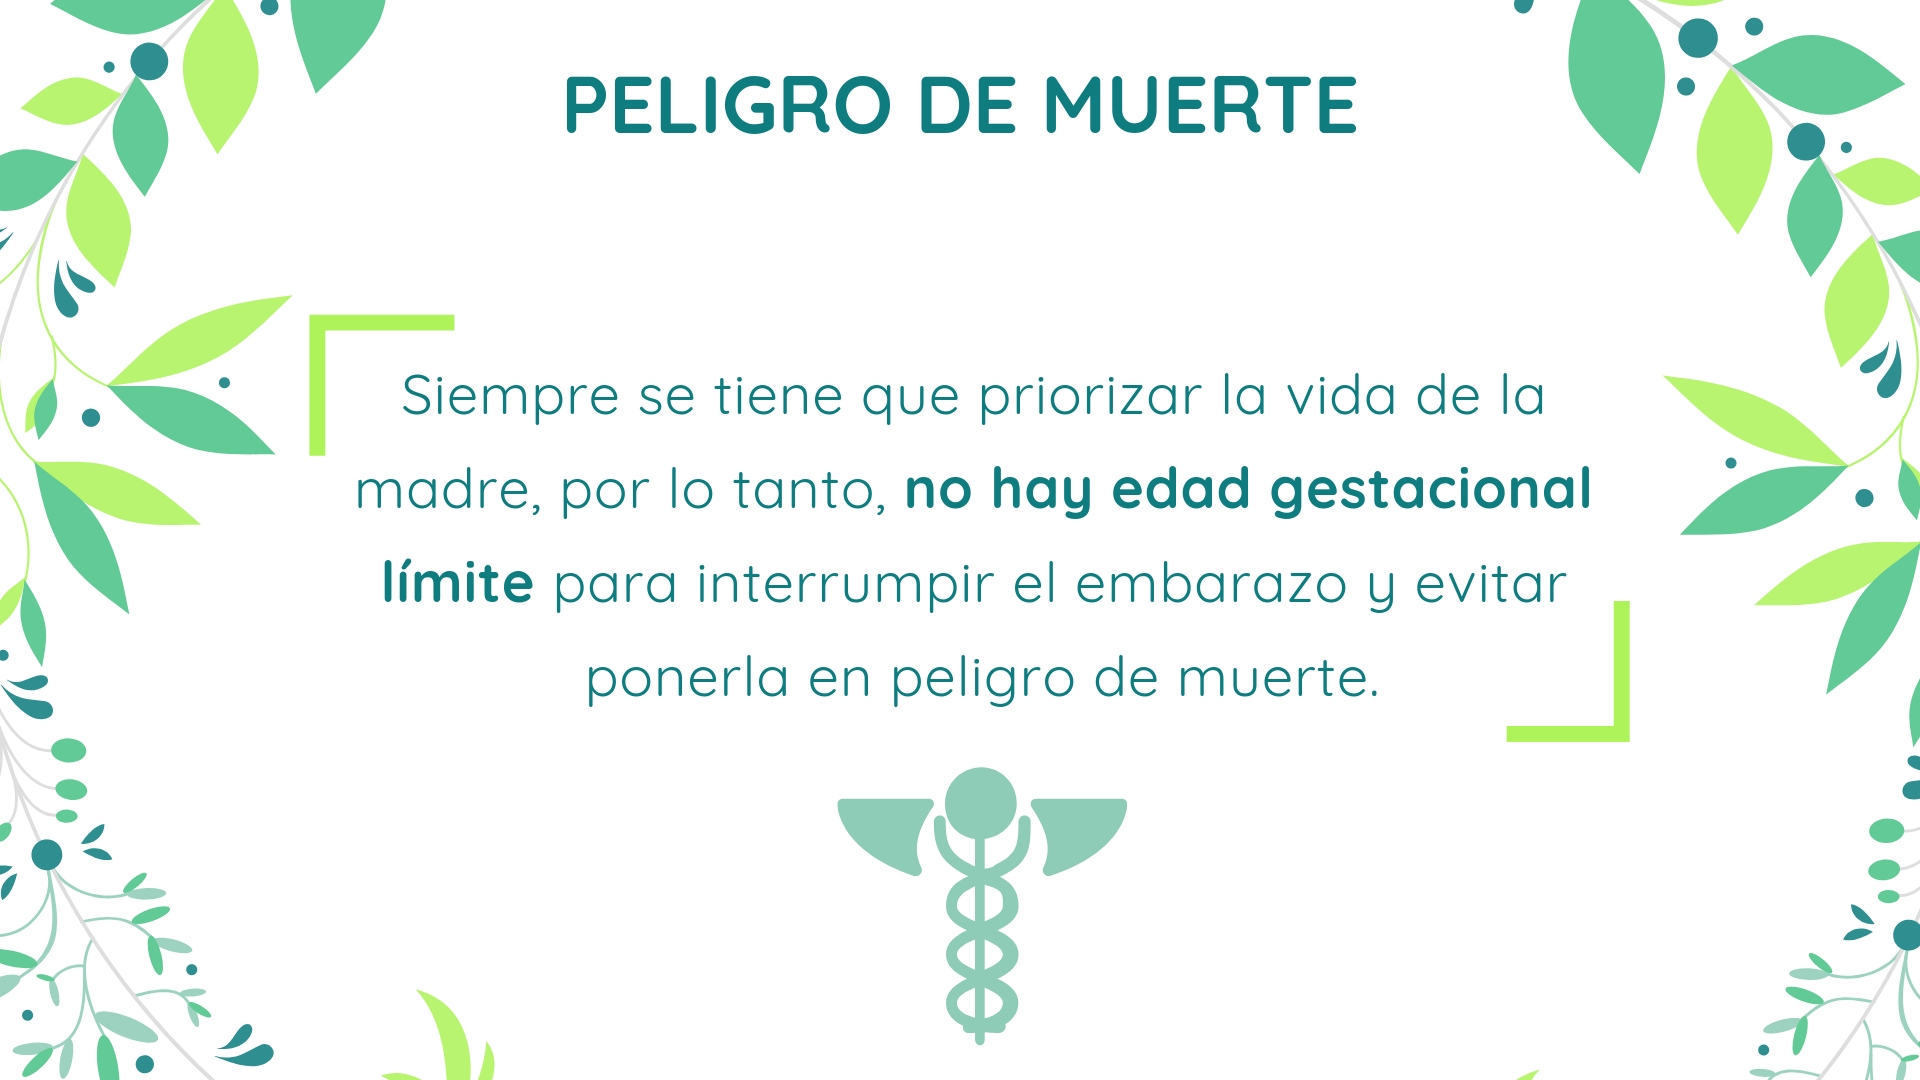 PELIGRO DE MUERTE
Siempre se tiene que priorizar la vida de la
madre, por lo tanto, no hay edad gestacional
límite para interrumpir el embarazo y evitar
ponerla en peligro de muerte.